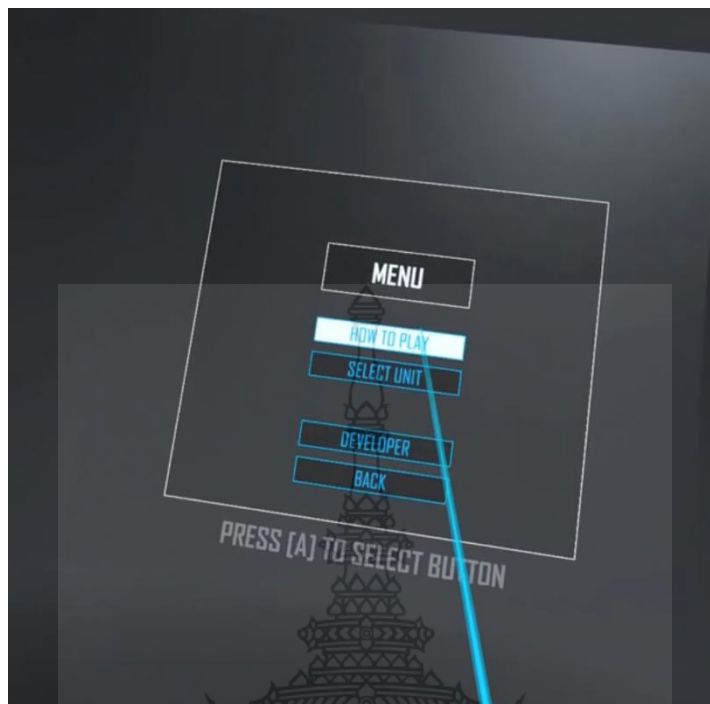 MENU
HOW TO PLAY
SELECT UNIT
DEVELOPER
BACK
PRESS [A] TO SELECT BUTTON